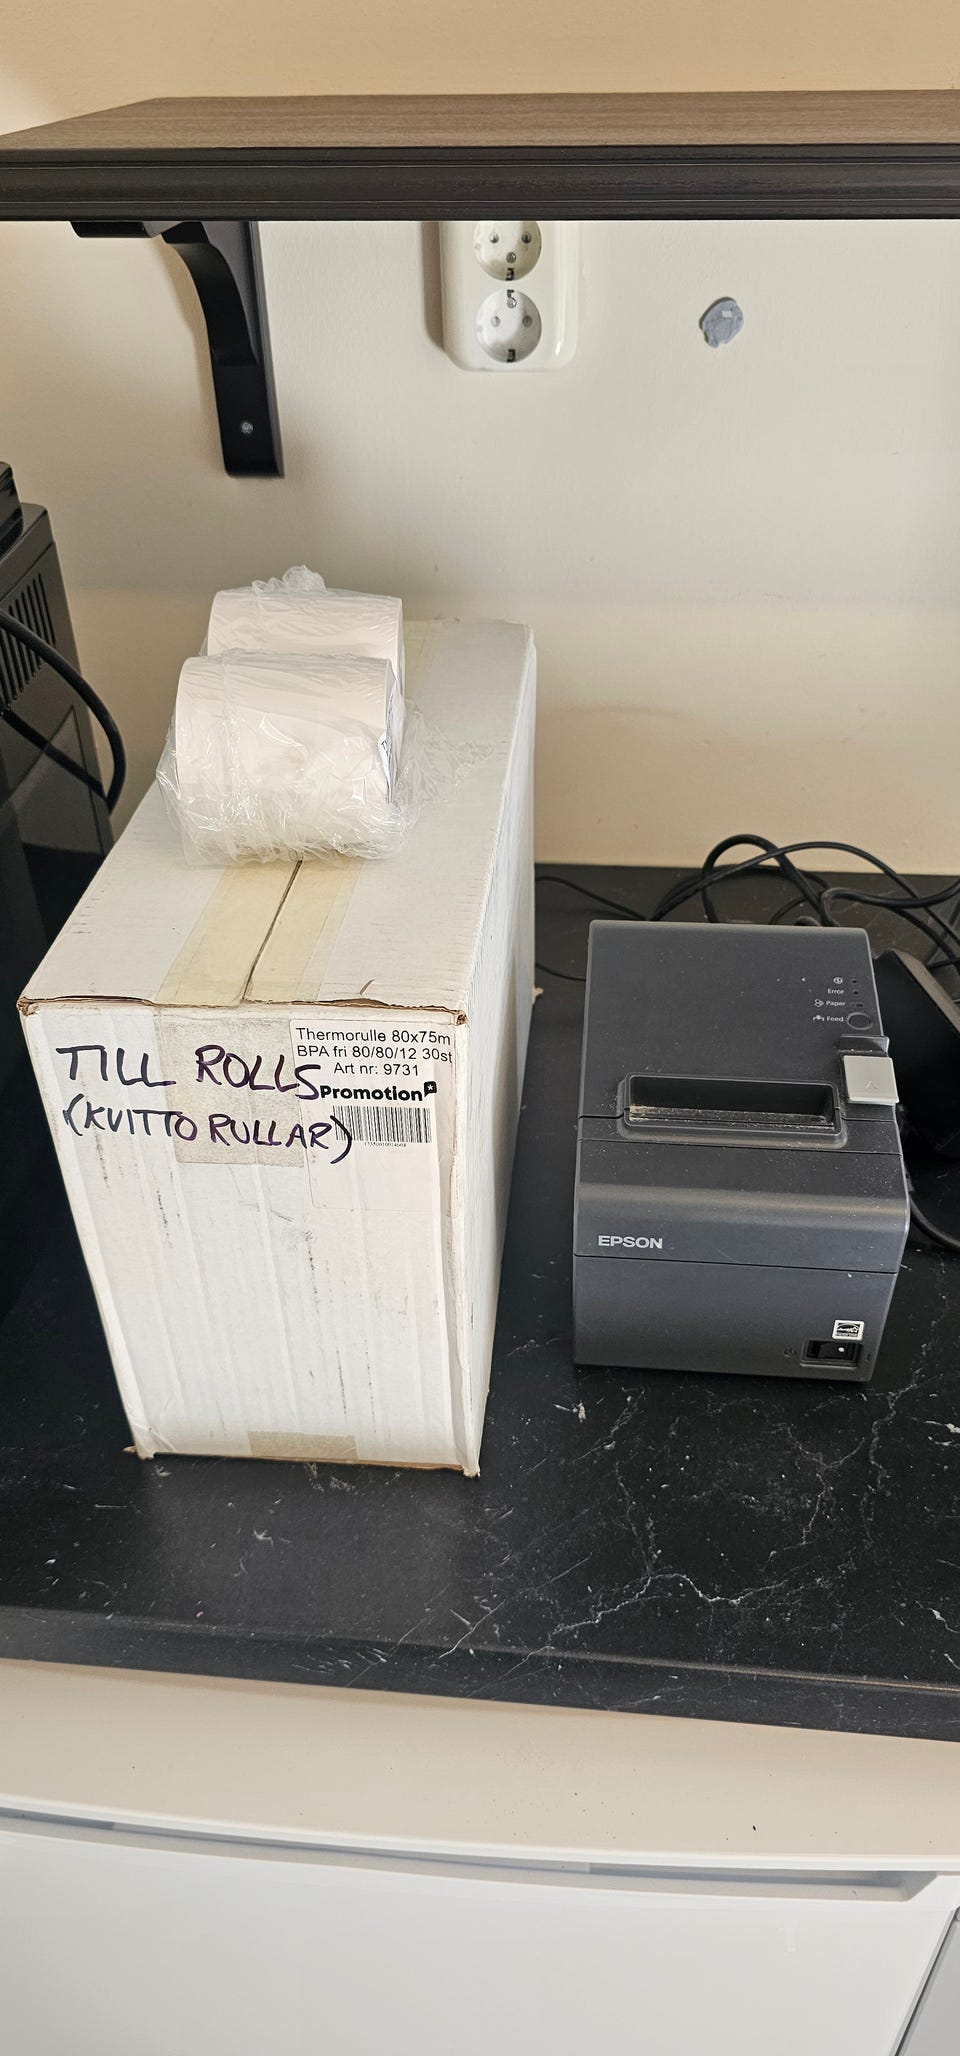 Thermorulle 80x75m
BPA fri 80/80/12 30st
Art nr: 9731
Promotion
TILL ROLLS
(KVITTO RULLAR)
Error
Paper
Feed
EPSON